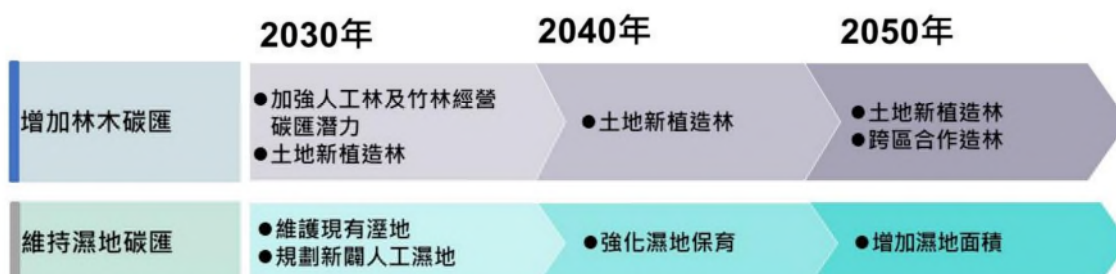 2030年
2040年
2050年
增加林木碳匯
●加強人工林及竹林經營
碳匯潛力
●土地新植造林
●土地新植造林
●土地新植造林
●跨區合作造林
維持濕地碳匯
●維護現有溼地
●規劃新闢人工濕地
●強化濕地保育
●增加濕地面積